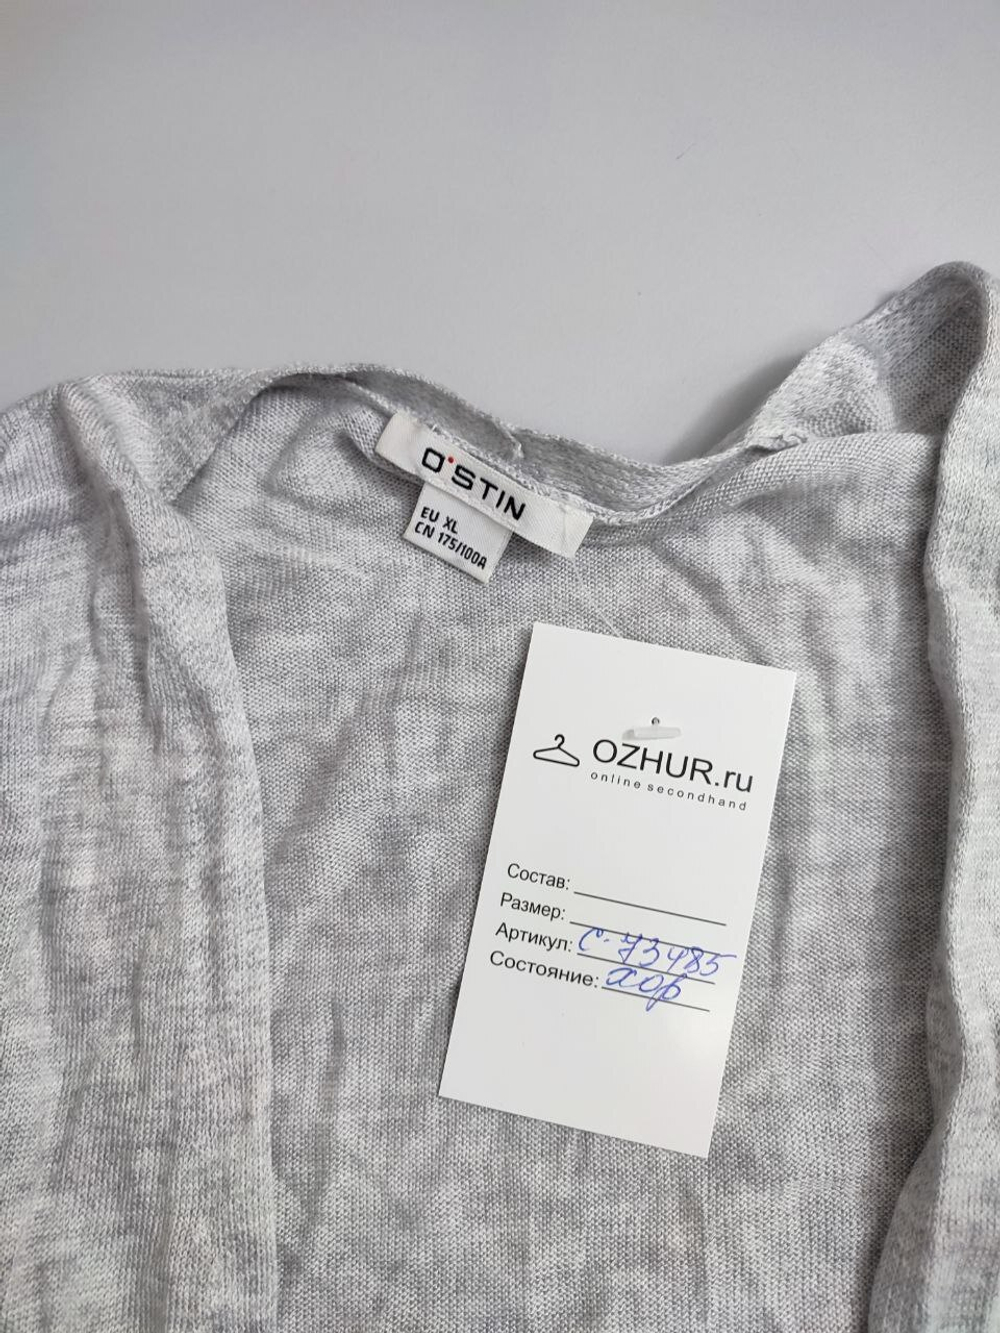 O'STIN
EU XL
CN 175/100A
OZHUR.ru
online secondhand
Состав:
Размер:
Артикул: С-73485
Состояние: хор